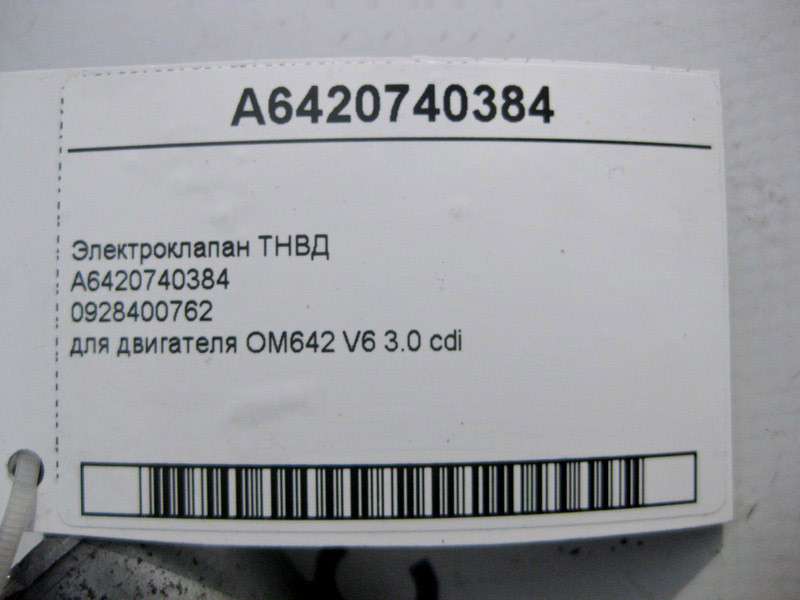 A6420740384
Электроклапан ТНВД
A6420740384
0928400762
для двигателя OM642 V6 3.0 cdi